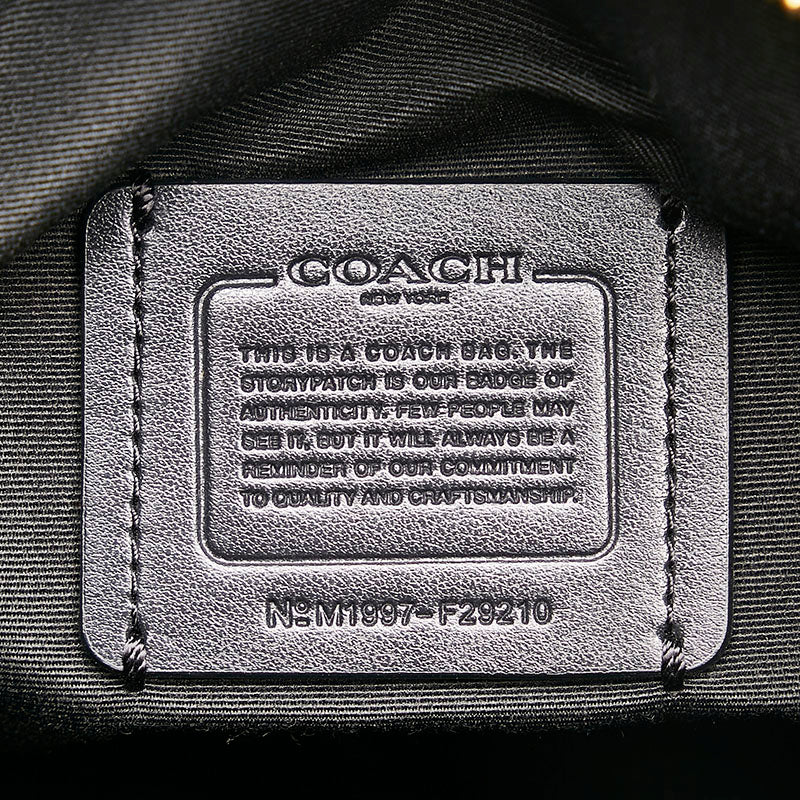 COACH
NEW YORK
THIS IS A COACH BAG. THE
STORYPATCH IS OUR BADGE OF
AUTHENTICITY. FEW PEOPLE MAY
SEE IT, BUT IT WILL ALWAYS BE A
REMINDER OF OUR COMMITMENT
TO QUALITY AND CRAFTSMANSHIP.
Nº M1997-F29210